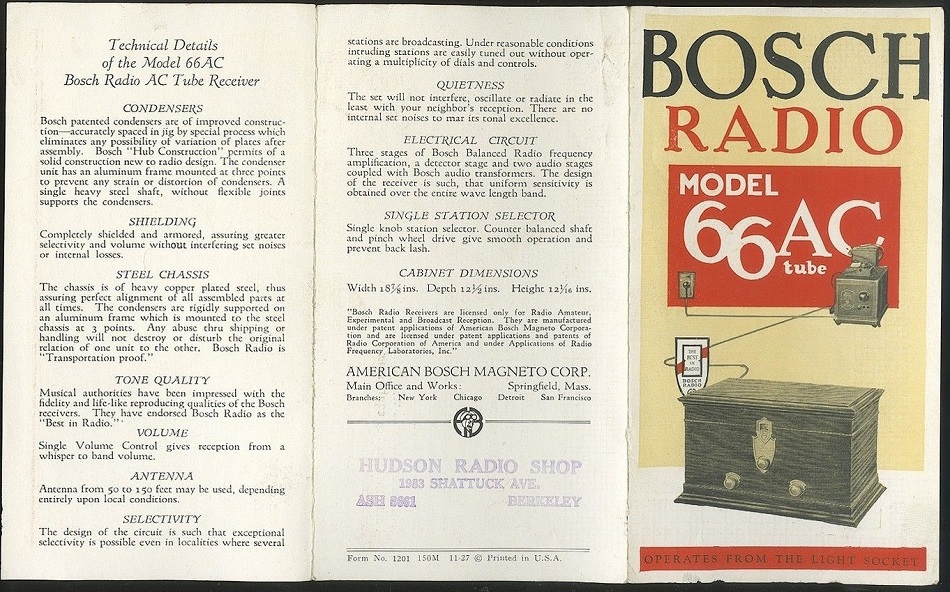 Technical Details
of the Model 66AC
Bosch Radio AC Tube Receiver
CONDENSERS
Bosch patented condensers are of improved construc-
tion—accurately spaced in jig by special process which
eliminates any possibility of variation of plates after
assembly. Bosch "Hub Construction" permits of a
solid construction new to radio design. The condenser
unit has an aluminum frame mounted at three points
to prevent any strain or distortion of condensers. A
single heavy steel shaft, without flexible joints
supports the condensers.
SHIELDING
Completely shielded and armored, assuring greater
selectivity and volume without interfering set noises
or internal losses.
STEEL CHASSIS
The chassis is of heavy copper plated steel, thus
assuring perfect alignment of all assembled parts at
all times. The condensers are rigidly supported on
an aluminum frame which is mounted to the steel
chassis at 3 points. Any abuse thru shipping or
handling will not destroy or disturb the original
relation of one unit to the other. Bosch Radio is
"Transportation proof."
TONE QUALITY
Musical authorities have been impressed with the
fidelity and life-like reproducing qualities of the Bosch
receivers. They have endorsed Bosch Radio as the
"Best in Radio."
VOLUME
Single Volume Control gives reception from a
whisper to band volume.
ANTENNA
Antenna from 50 to 150 feet may be used, depending
entirely upon local conditions.
SELECTIVITY
The design of the circuit is such that exceptional
selectivity is possible even in localities where several
stations are broadcasting. Under reasonable conditions
intruding stations are easily tuned out without oper-
ating a multiplicity of dials and controls.
QUIETNESS
The set will not interfere, oscillate or radiate in the
least with your neighbor's reception. There are no
internal set noises to mar its tonal excellence.
ELECTRICAL CIRCUIT
Three stages of Bosch Balanced Radio frequency
amplification, a detector stage and two audio stages
coupled with Bosch audio transformers. The design
of the receiver is such, that uniform sensitivity is
obtained over the entire wave length band.
SINGLE STATION SELECTOR
Single knob station selector. Counter balanced shaft
and pinch wheel drive give smooth operation and
prevent back lash.
CABINET DIMENSIONS
Width 18⅞ ins. Depth 12½ ins. Height 12 1/16 ins.
"Bosch Radio Receivers are licensed only for Radio Amateur,
Experimental and Broadcast Reception. They are manufactured
under patent applications of American Bosch Magneto Corpora-
tion and are licensed under patent applications and patents of
Radio Corporation of America and under Applications of Radio
Frequency Laboratories, Inc."
AMERICAN BOSCH MAGNETO CORP.
Main Office and Works: Springfield, Mass.
Branches: New York Chicago Detroit San Francisco
HUDSON RADIO SHOP
1983 SHATTUCK AVE.
ASH 8661 BERKELEY
Form No. 1201 150M 11-27 © Printed in U.S.A.
BOSCH
RADIO
MODEL
66AC
tube
THE
BEST
IN
RADIO
BOSCH
RADIO
OPERATES FROM THE LIGHT SOCKET